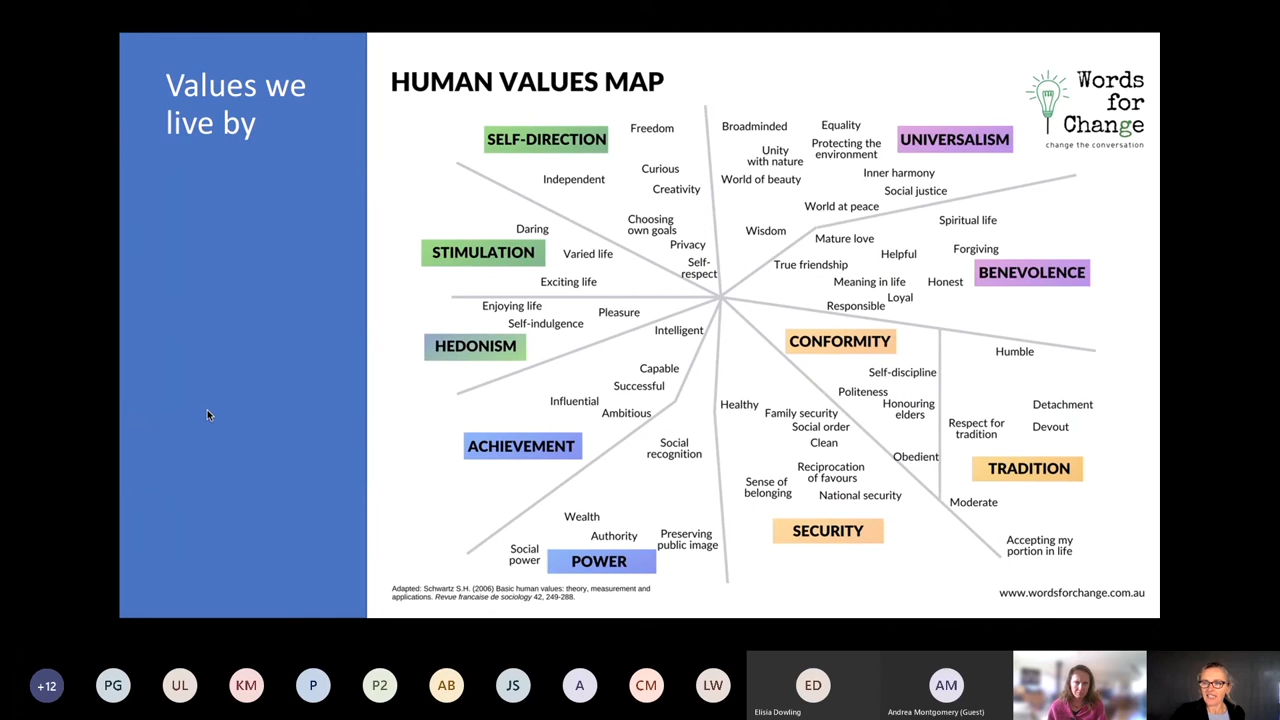 Values we
live by
HUMAN VALUES MAP
Words
for
Change
change the conversation
SELF-DIRECTION
Freedom
Independent
Curious
Creativity
Choosing
own goals
Privacy
Self-
respect
Broadminded
Equality
Unity
with nature
Protecting the
environment
UNIVERSALISM
World of beauty
Inner harmony
Social justice
World at peace
Wisdom
STIMULATION
Daring
Varied life
Exciting life
Mature love
Spiritual life
True friendship
Helpful
Forgiving
Meaning in life
Honest
BENEVOLENCE
Responsible
Loyal
HEDONISM
Enjoying life
Self-indulgence
Pleasure
Intelligent
Capable
Successful
Influential
Ambitious
ACHIEVEMENT
CONFORMITY
Self-discipline
Politeness
Honouring
elders
Obedient
Humble
Detachment
Respect for
tradition
Devout
TRADITION
Moderate
Accepting my
portion in life
Healthy
Family security
Social order
Clean
Reciprocation
of favours
Sense of
belonging
National security
SECURITY
Social
recognition
Wealth
Authority
Preserving
public image
Social
power
POWER
Adapted: Schwartz S.H. (2006) Basic human values: theory, measurement and
applications. Revue francaise de sociologie 42, 249-288.
www.wordsforchange.com.au
+12
PG
UL
KM
P
P2
AB
JS
A
CM
LW
ED
AM
Elisia Dowling
Andrea Montgomery (Guest)